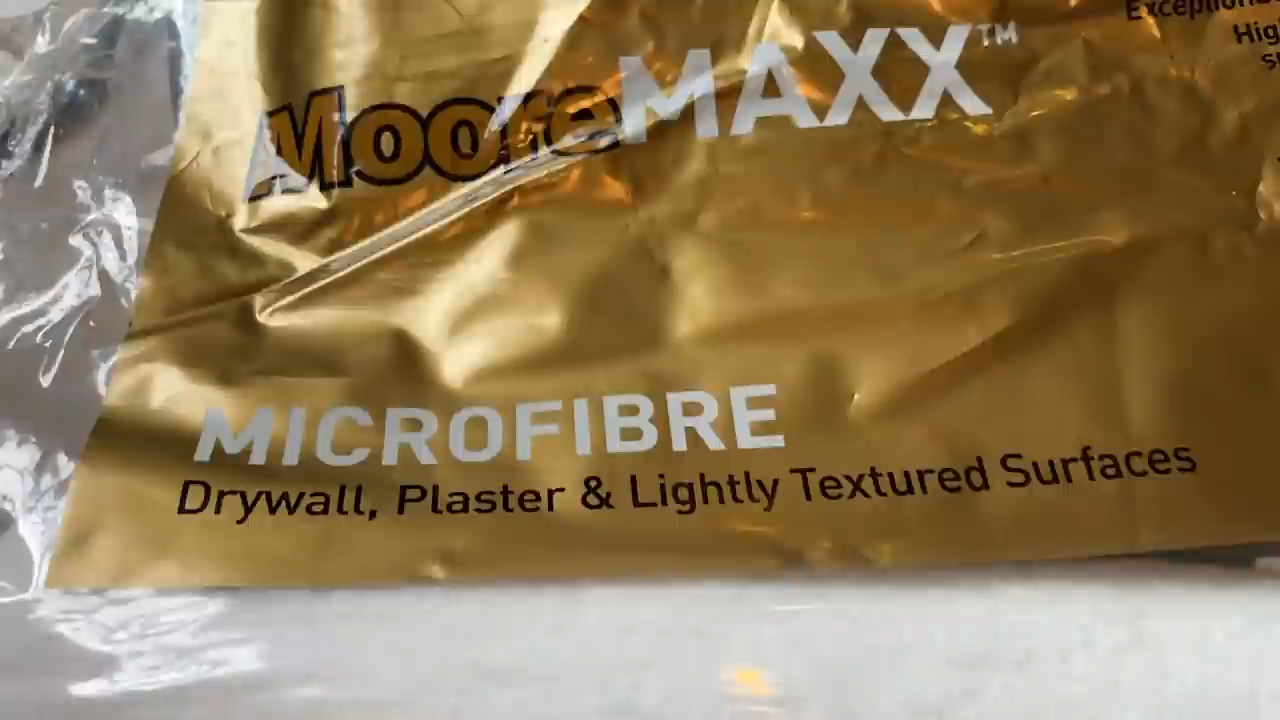 MooreMAXX™
MICROFIBRE
Drywall, Plaster & Lightly Textured Surfaces